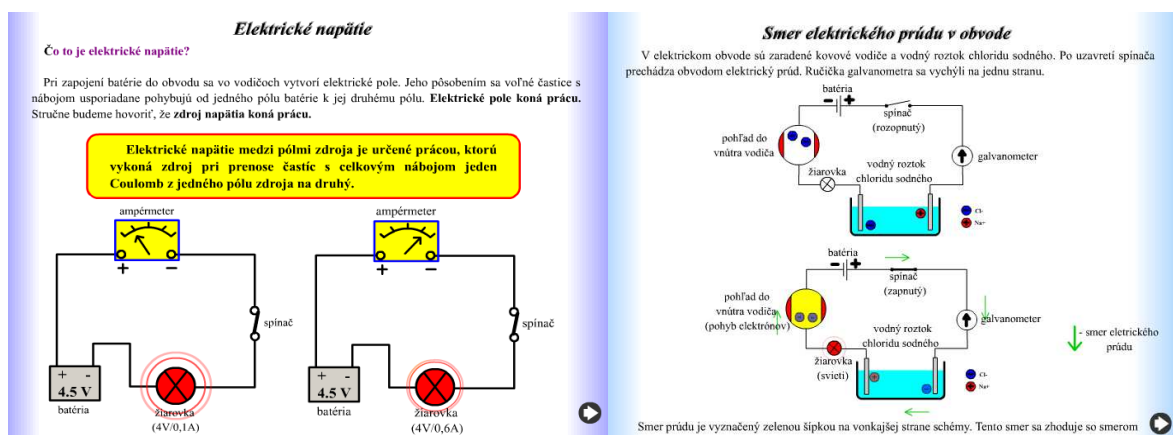 Elektrické napätie
Čo to je elektrické napätie?
Pri zapojení batérie do obvodu sa vo vodičoch vytvorí elektrické pole. Jeho pôsobením sa voľné častice s
nábojom usporiadane pohybujú od jedného pólu batérie k jej druhému pólu. Elektrické pole koná prácu.
Stručne budeme hovoriť, že zdroj napätia koná prácu.
Elektrické napätie medzi pólmi zdroja je určené prácou, ktorú
vykoná zdroj pri prenose častíc s celkovým nábojom jeden
Coulomb z jedného pólu zdroja na druhý.
ampérmeter
+ −
spínač
+ -
4.5 V
batéria
žiarovka
(4V/0,1A)
ampérmeter
+ −
spínač
+ -
4.5 V
batéria
žiarovka
(4V/0,6A)
Smer elektrického prúdu v obvode
V elektrickom obvode sú zaradené kovové vodiče a vodný roztok chloridu sodného. Po uzavretí spínača
prechádza obvodom elektrický prúd. Ručička galvanometra sa vychýli na jednu stranu.
batéria
− +
spínač
(rozopnutý)
pohľad do
vnútra vodiča
galvanometer
žiarovka
vodný roztok
chloridu sodného
Cl-
Na+
batéria
− +
spínač
(zapnutý)
pohľad do
vnútra vodiča
(pohyb elektrónov)
galvanometer
vodný roztok
chloridu sodného
žiarovka
(svieti)
Cl-
Na+
- smer eletrického
prúdu
Smer prúdu je vyznačený zelenou šípkou na vonkajšej strane schémy. Tento smer sa zhoduje so smerom